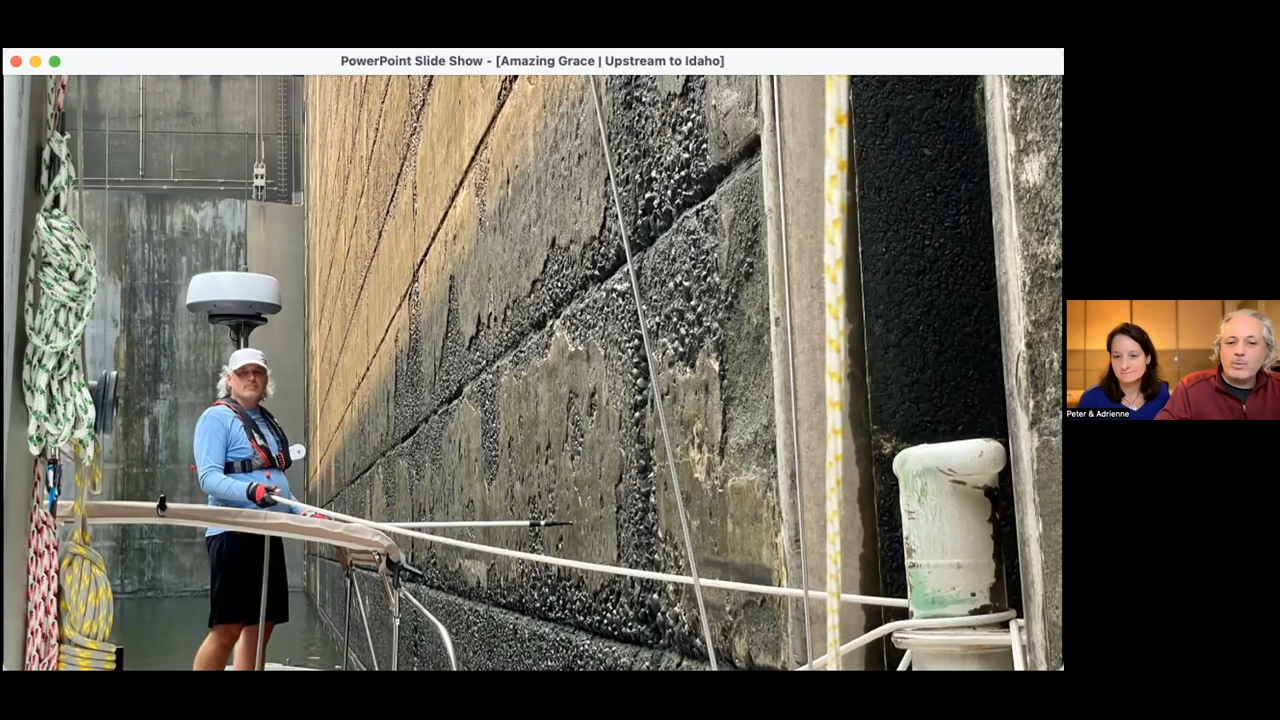 PowerPoint Slide Show - [Amazing Grace | Upstream to Idaho]
Peter & Adrienne